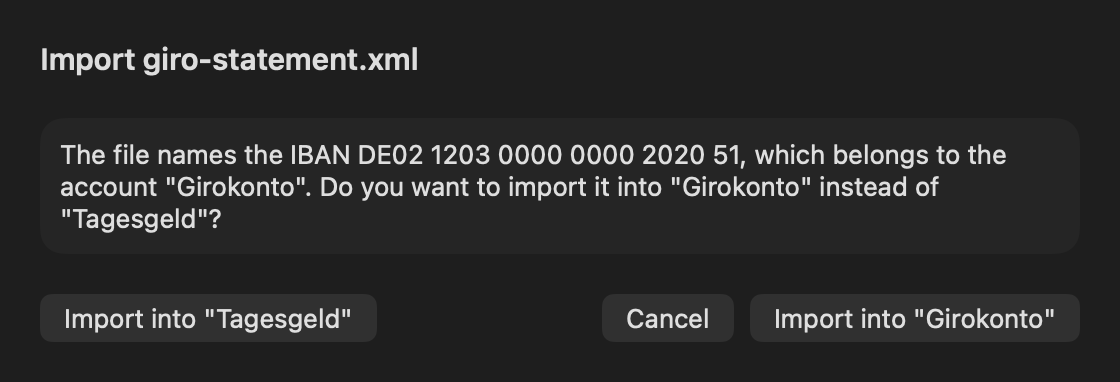 Import giro-statement.xml
The file names the IBAN DE02 1203 0000 0000 2020 51, which belongs to the
account "Girokonto". Do you want to import it into "Girokonto" instead of
"Tagesgeld"?
Import into "Tagesgeld"
Cancel
Import into "Girokonto"